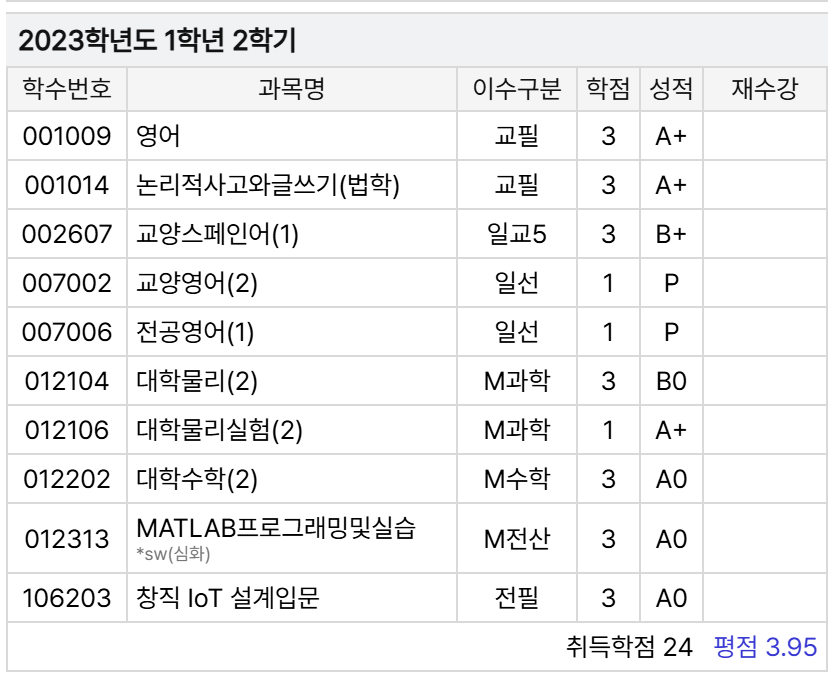 2023학년도 1학년 2학기
학수번호 과목명 이수구분 학점 성적 재수강
001009 영어 교필 3 A+
001014 논리적사고와글쓰기(법학) 교필 3 A+
002607 교양스페인어(1) 일교5 3 B+
007002 교양영어(2) 일선 1 P
007006 전공영어(1) 일선 1 P
012104 대학물리(2) M과학 3 B0
012106 대학물리실험(2) M과학 1 A+
012202 대학수학(2) M수학 3 A0
012313 MATLAB프로그래밍및실습 M전산 3 A0
*sw(심화)
106203 창직 IoT 설계입문 전필 3 A0
취득학점 24 평점 3.95